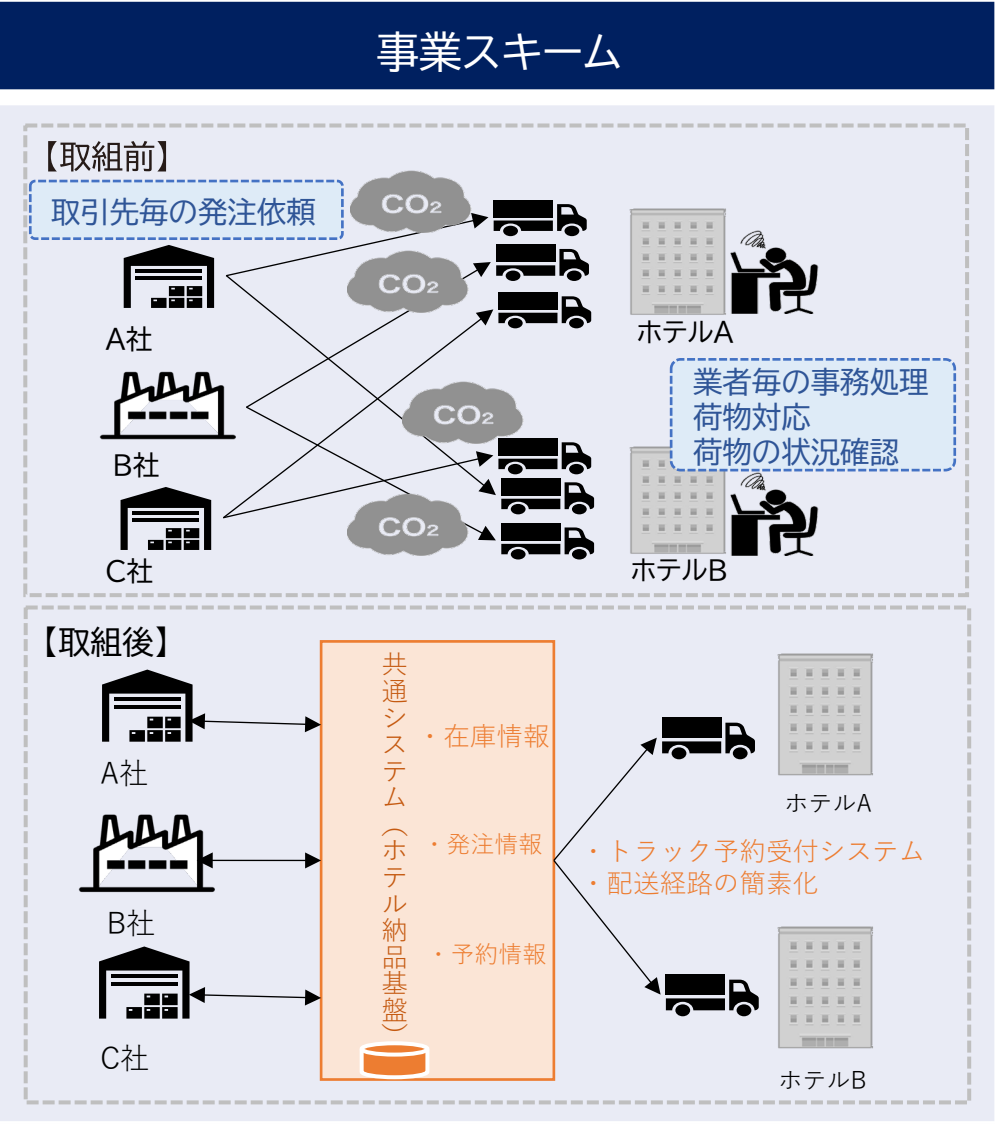 事業スキーム
【取組前】
取引先毎の発注依頼
CO₂
CO₂
A社
ホテルA
業者毎の事務処理
荷物対応
荷物の状況確認
CO₂
B社
CO₂
C社
ホテルB
【取組後】
共通システム（ホテル納品基盤）
・在庫情報
・発注情報
・予約情報
A社
B社
C社
・トラック予約受付システム
・配送経路の簡素化
ホテルA
ホテルB